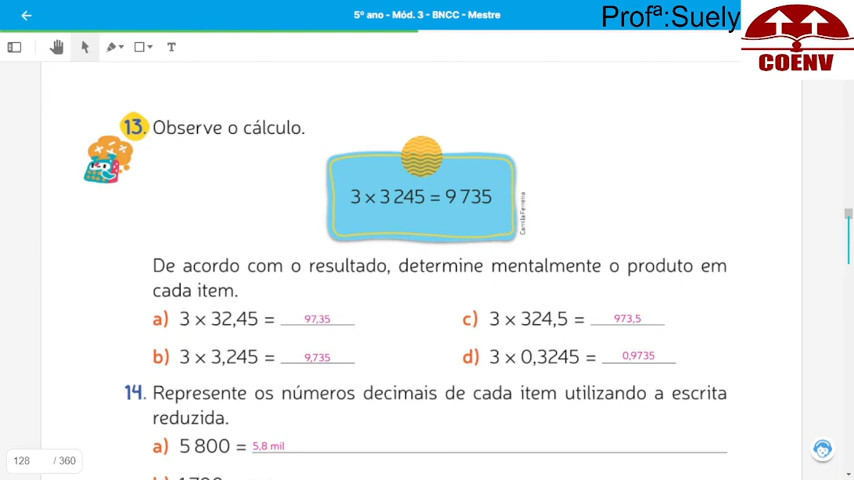 5º ano - Mód. 3 - BNCC - Mestre
Profª:Suely
COENV
T
13. Observe o cálculo.
3 x 3 245 = 9 735
Camila Ferreira
De acordo com o resultado, determine mentalmente o produto em
cada item.
a) 3 x 32,45 = 97,35
c) 3 x 324,5 = 973,5
b) 3 x 3,245 = 9,735
d) 3 x 0,3245 = 0,9735
14. Represente os números decimais de cada item utilizando a escrita
reduzida.
a) 5 800 = 5,8 mil
128 / 360